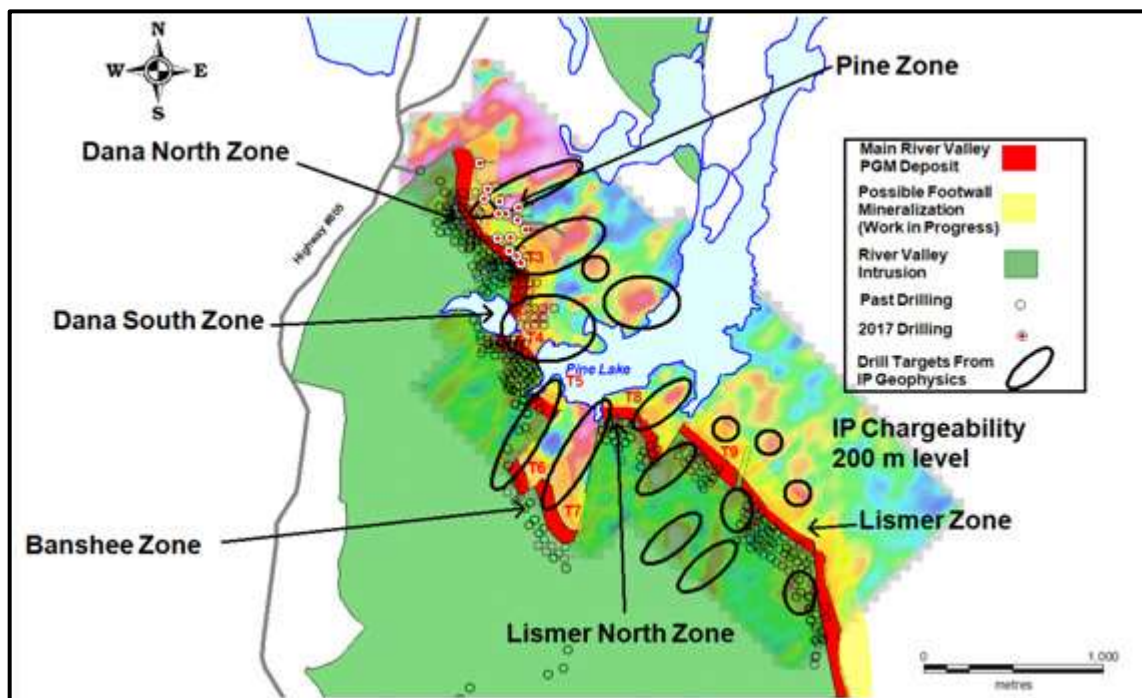 N
W E
S
Pine Zone
Dana North Zone
Main River Valley
PGM Deposit
Possible Footwall
Mineralization
(Work in Progress)
River Valley
Intrusion
Past Drilling
2017 Drilling
Drill Targets From
IP Geophysics
T3
Dana South Zone
T4
Pine Lake
T5
T8
IP Chargeability
200 m level
T9
T6
Lismer Zone
T7
Banshee Zone
Lismer North Zone
0 1,000
metres